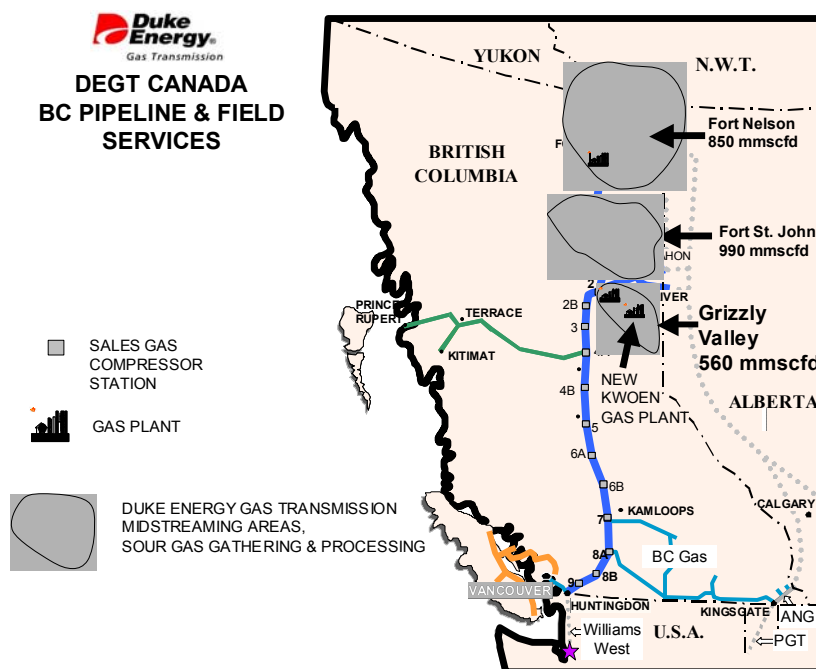 Duke
Energy®
Gas Transmission
DEGT CANADA
BC PIPELINE & FIELD
SERVICES
YUKON
N.W.T.
Fort Nelson
850 mmscfd
BRITISH
COLUMBIA
Fort St. John
990 mmscfd
HON
2
IVER
2B
PRINCE
RUPERT
TERRACE
3
Grizzly
Valley
560 mmscfd
KITIMAT
SALES GAS
COMPRESSOR
STATION
NEW
KWOEN
GAS PLANT
4B
ALBERTA
GAS PLANT
5
6A
6B
DUKE ENERGY GAS TRANSMISSION
MIDSTREAMING AREAS,
SOUR GAS GATHERING & PROCESSING
KAMLOOPS
CALGARY
7
8A
BC Gas
8B
9
VANCOUVER
HUNTINGDON
KINGSGATE
ANG
Williams
West
U.S.A.
PGT